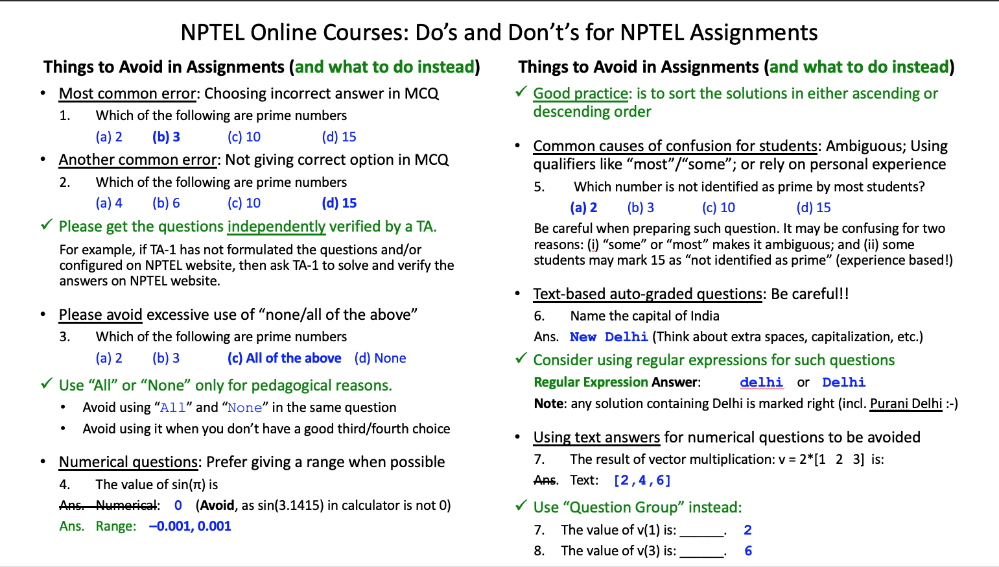 NPTEL Online Courses: Do's and Don't's for NPTEL Assignments
Things to Avoid in Assignments (and what to do instead)
• Most common error: Choosing incorrect answer in MCQ
1. Which of the following are prime numbers
(a) 2 (b) 3 (c) 10 (d) 15
• Another common error: Not giving correct option in MCQ
2. Which of the following are prime numbers
(a) 4 (b) 6 (c) 10 (d) 15
✓ Please get the questions independently verified by a TA.
For example, if TA-1 has not formulated the questions and/or
configured on NPTEL website, then ask TA-1 to solve and verify the
answers on NPTEL website.
• Please avoid excessive use of “none/all of the above”
3. Which of the following are prime numbers
(a) 2 (b) 3 (c) All of the above (d) None
✓ Use “All” or “None” only for pedagogical reasons.
• Avoid using “All” and “None” in the same question
• Avoid using it when you don’t have a good third/fourth choice
• Numerical questions: Prefer giving a range when possible
4. The value of sin(π) is
Ans. Numerical: 0 (Avoid, as sin(3.1415) in calculator is not 0)
Ans. Range: –0.001, 0.001
Things to Avoid in Assignments (and what to do instead)
✓ Good practice: is to sort the solutions in either ascending or
descending order
• Common causes of confusion for students: Ambiguous; Using
qualifiers like “most”/“some”; or rely on personal experience
5. Which number is not identified as prime by most students?
(a) 2 (b) 3 (c) 10 (d) 15
Be careful when preparing such question. It may be confusing for two
reasons: (i) “some” or “most” makes it ambiguous; and (ii) some
students may mark 15 as “not identified as prime” (experience based!)
• Text-based auto-graded questions: Be careful!!
6. Name the capital of India
Ans. New Delhi (Think about extra spaces, capitalization, etc.)
✓ Consider using regular expressions for such questions
Regular Expression Answer: delhi or Delhi
Note: any solution containing Delhi is marked right (incl. Purani Delhi :-)
• Using text answers for numerical questions to be avoided
7. The result of vector multiplication: v = 2*[1 2 3] is:
Ans. Text: [2,4,6]
✓ Use “Question Group” instead:
7. The value of v(1) is: ______. 2
8. The value of v(3) is: ______. 6